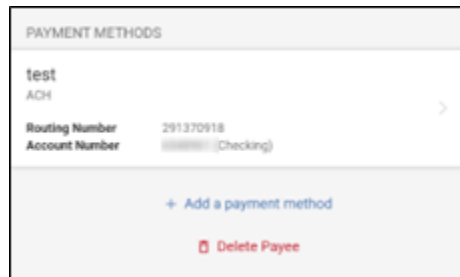 PAYMENT METHODS
test
ACH
Routing Number 291370918
Account Number (Checking)
+ Add a payment method
Delete Payee